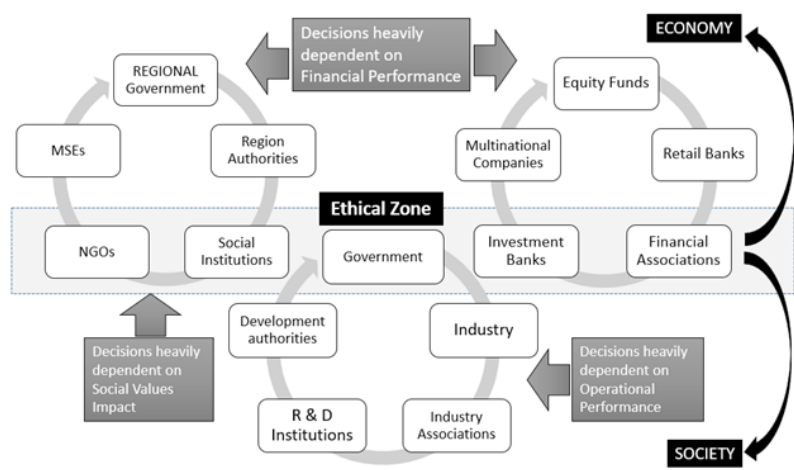 Decisions heavily
dependent on
Financial Performance
ECONOMY
REGIONAL
Government
Equity Funds
MSEs
Region
Authorities
Multinational
Companies
Retail Banks
Ethical Zone
NGOs
Social
Institutions
Government
Investment
Banks
Financial
Associations
Development
authorities
Industry
Decisions heavily
dependent on
Social Values
Impact
Decisions heavily
dependent on
Operational
Performance
R & D
Institutions
Industry
Associations
SOCIETY